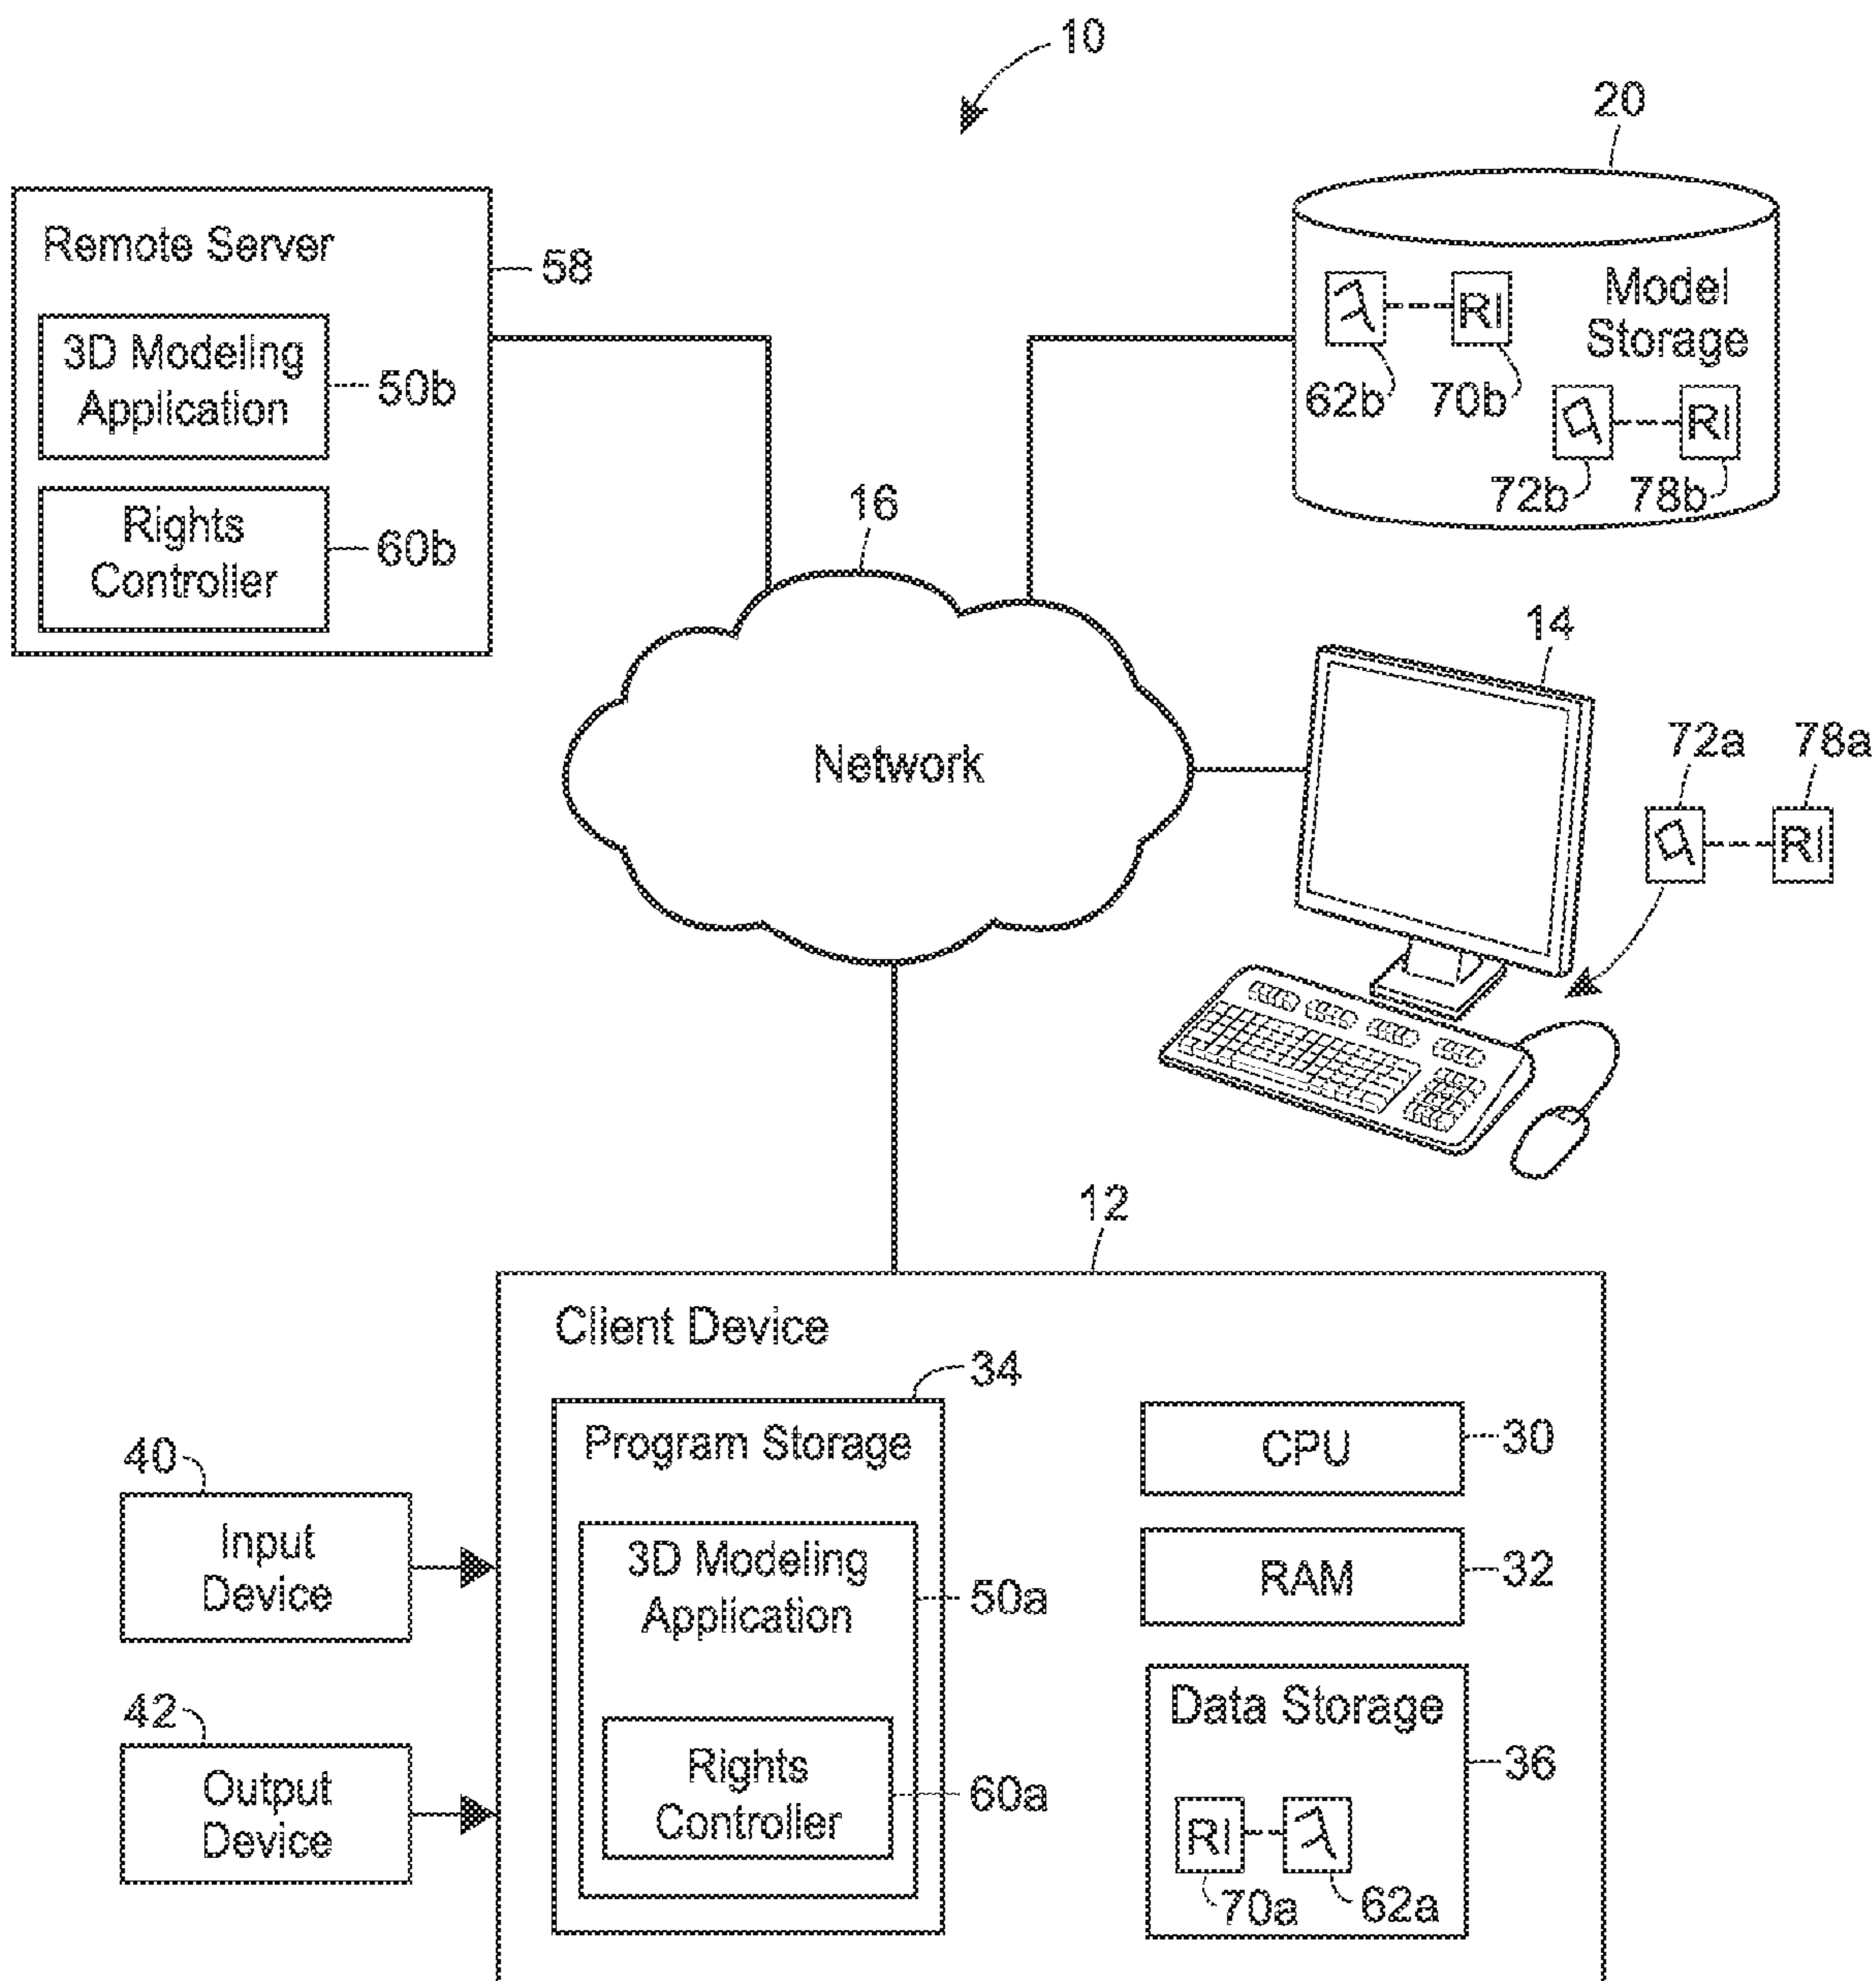 10
20
Remote Server
58
3D Modeling
Application
50b
Rights
Controller
60b
Model
Storage
RI
62b
70b
RI
72b
78b
16
Network
14
72a
78a
RI
12
Client Device
34
Program Storage
3D Modeling
Application
50a
Rights
Controller
60a
CPU
30
RAM
32
Data Storage
36
RI
70a
62a
40
Input
Device
42
Output
Device